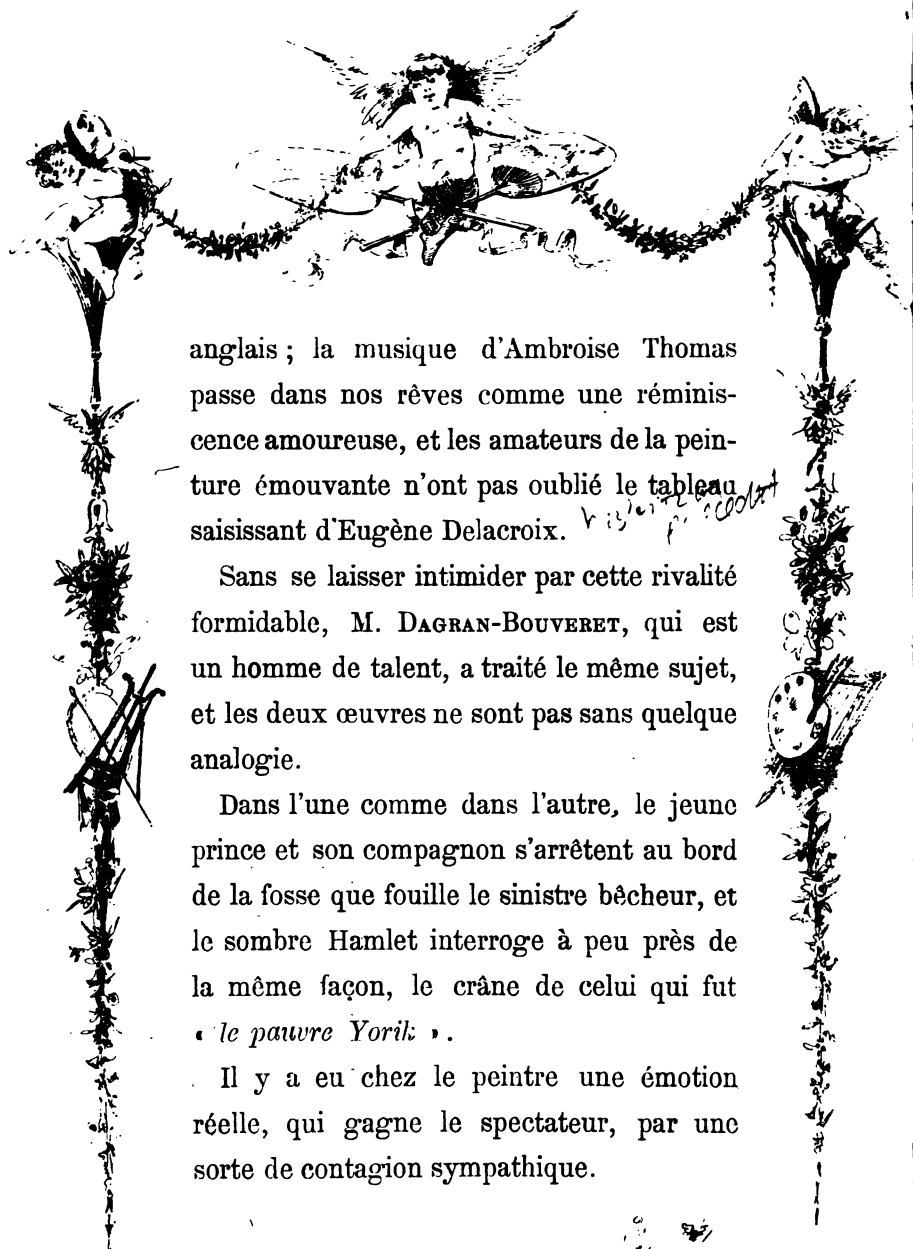 anglais ; la musique d'Ambroise Thomas
passe dans nos rêves comme une réminis-
cence amoureuse, et les amateurs de la pein-
ture émouvante n'ont pas oublié le tableau
saisissant d'Eugène Delacroix.
Sans se laisser intimider par cette rivalité
formidable, M. DAGRAN-BOUVERET, qui est
un homme de talent, a traité le même sujet,
et les deux œuvres ne sont pas sans quelque
analogie.
Dans l'une comme dans l'autre, le jeune
prince et son compagnon s'arrêtent au bord
de la fosse que fouille le sinistre bêcheur, et
le sombre Hamlet interroge à peu près de
la même façon, le crâne de celui qui fut
« le pauvre Yorik ».
Il y a eu chez le peintre une émotion
réelle, qui gagne le spectateur, par une
sorte de contagion sympathique.